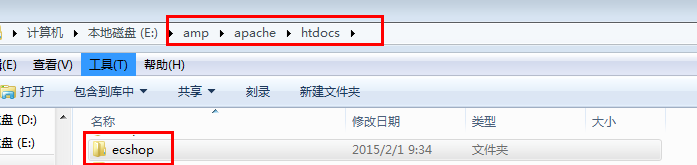 计算机 本地磁盘 (E:) amp apache htdocs
(E) 查看(V) 工具(T) 帮助(H)
打开 包含到库中 共享 刻录 新建文件夹
名称 修改日期 类型 大小
盘 (D:)
盘 (E:)
ecshop 2015/2/1 9:34 文件夹